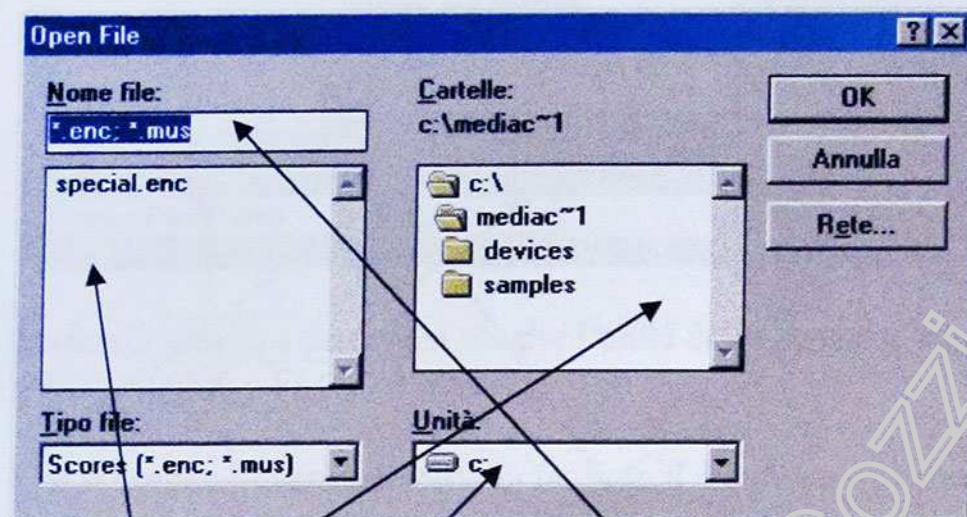 Open File
Nome file:
*.enc; *.mus
special.enc
Cartelle:
c:\mediac~1
c:\
mediac~1
devices
samples
OK
Annulla
Rete...
Tipo file:
Scores (*.enc; *.mus)
Unità:
c: